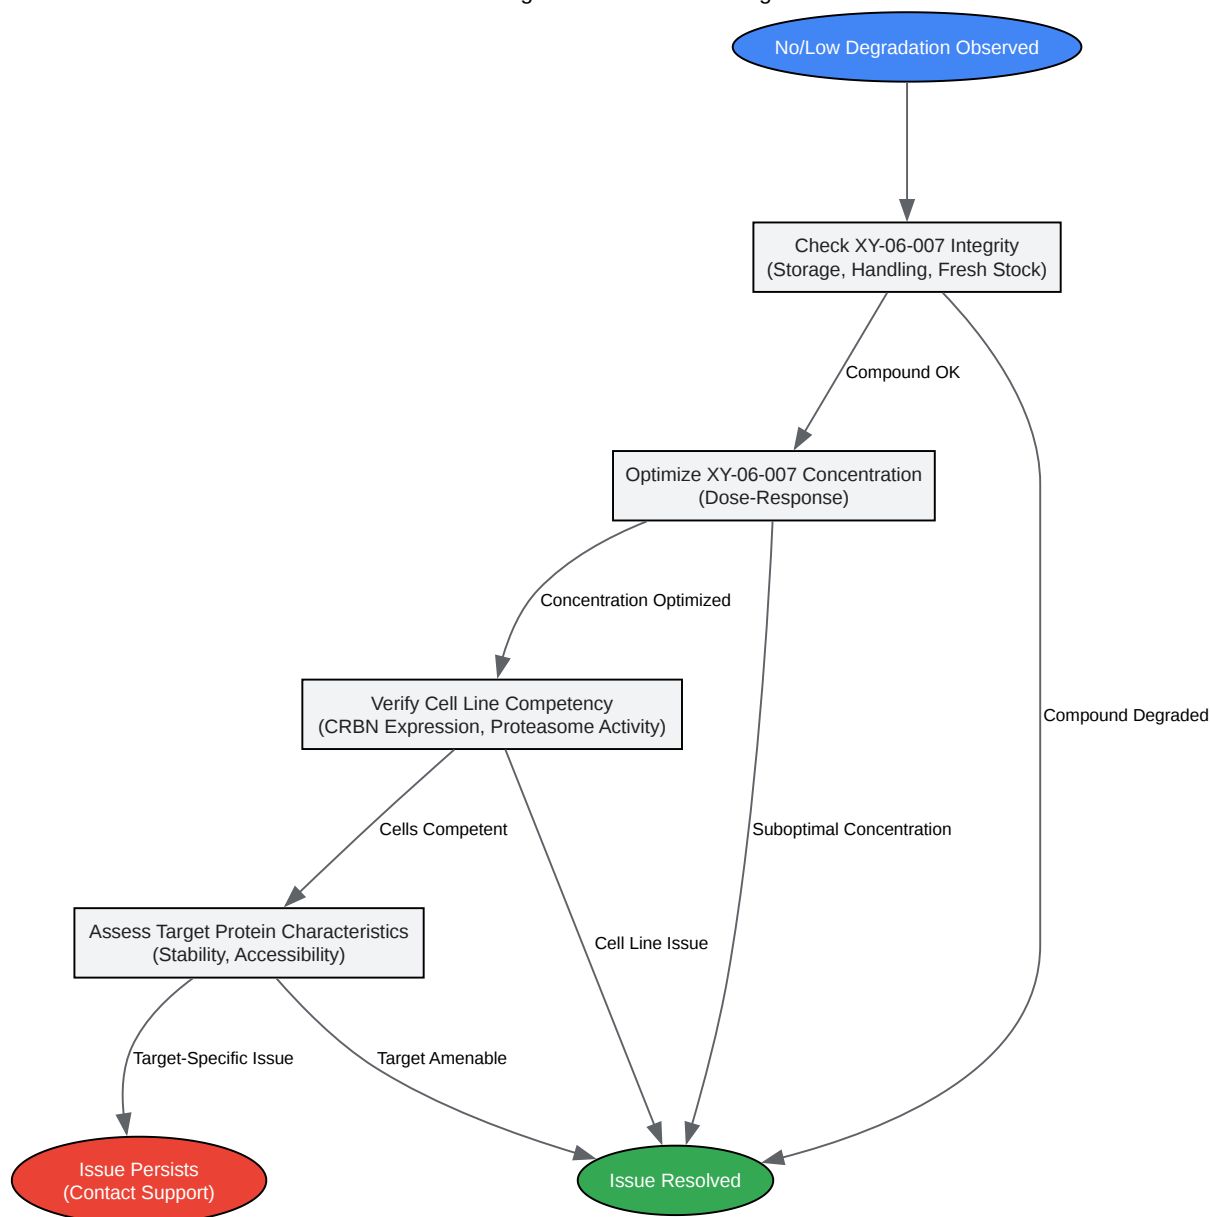 No/Low Degradation Observed
Check XY-06-007 Integrity
(Storage, Handling, Fresh Stock)
Compound OK
Optimize XY-06-007 Concentration
(Dose-Response)
Concentration Optimized
Verify Cell Line Competency
(CRBN Expression, Proteasome Activity)
Compound Degraded
Cells Competent
Suboptimal Concentration
Assess Target Protein Characteristics
(Stability, Accessibility)
Cell Line Issue
Target-Specific Issue
Target Amenable
Issue Persists
(Contact Support)
Issue Resolved